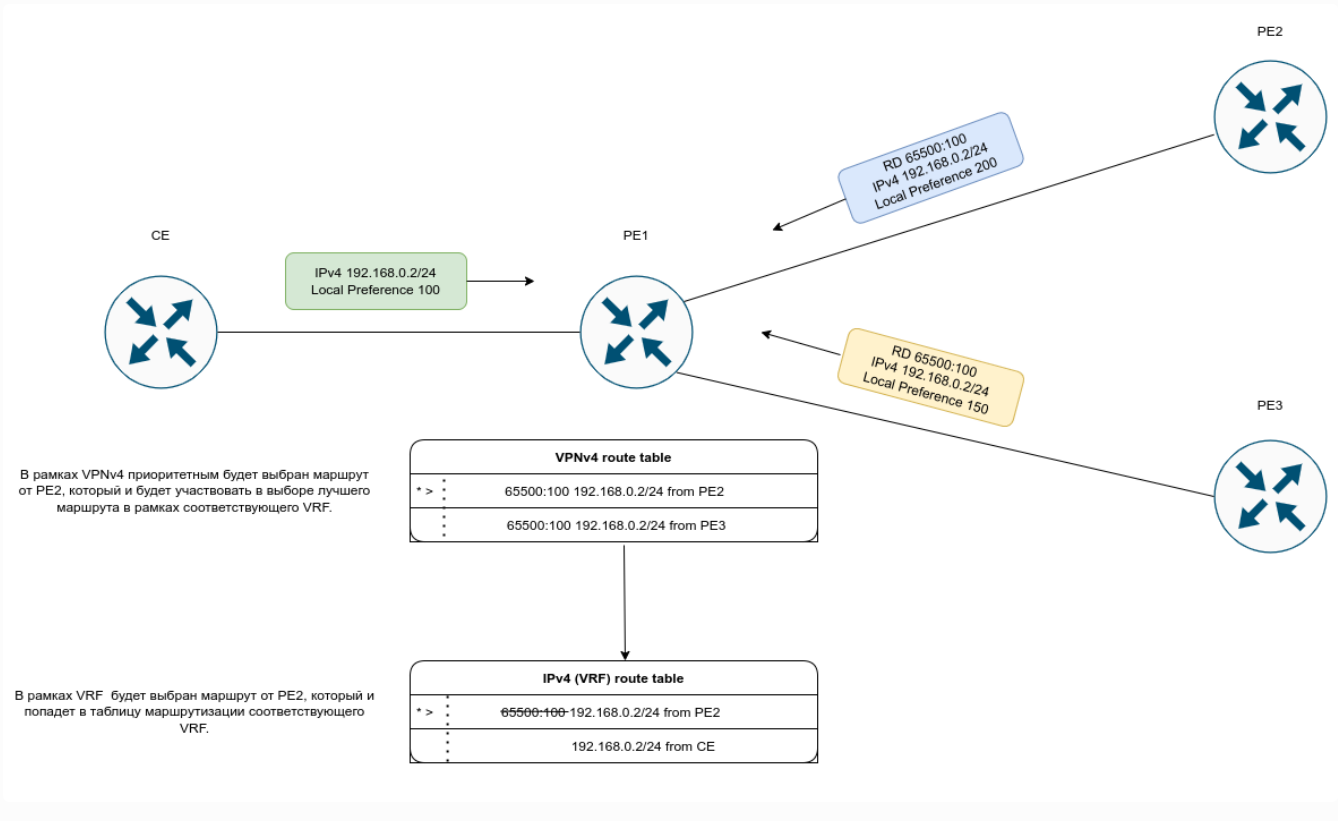 PE2
RD 65500:100
IPv4 192.168.0.2/24
Local Preference 200
CE
PE1
IPv4 192.168.0.2/24
Local Preference 100
RD 65500:100
IPv4 192.168.0.2/24
Local Preference 150
PE3
В рамках VPNv4 приоритетным будет выбран маршрут
от PE2, который и будет участвовать в выборе лучшего
маршрута в рамках соответствующего VRF.
VPNv4 route table
* > 65500:100 192.168.0.2/24 from PE2
65500:100 192.168.0.2/24 from PE3
В рамках VRF будет выбран маршрут от PE2, который и
попадет в таблицу маршрутизации соответствующего
VRF.
IPv4 (VRF) route table
* > 65500:100 192.168.0.2/24 from PE2
192.168.0.2/24 from CE